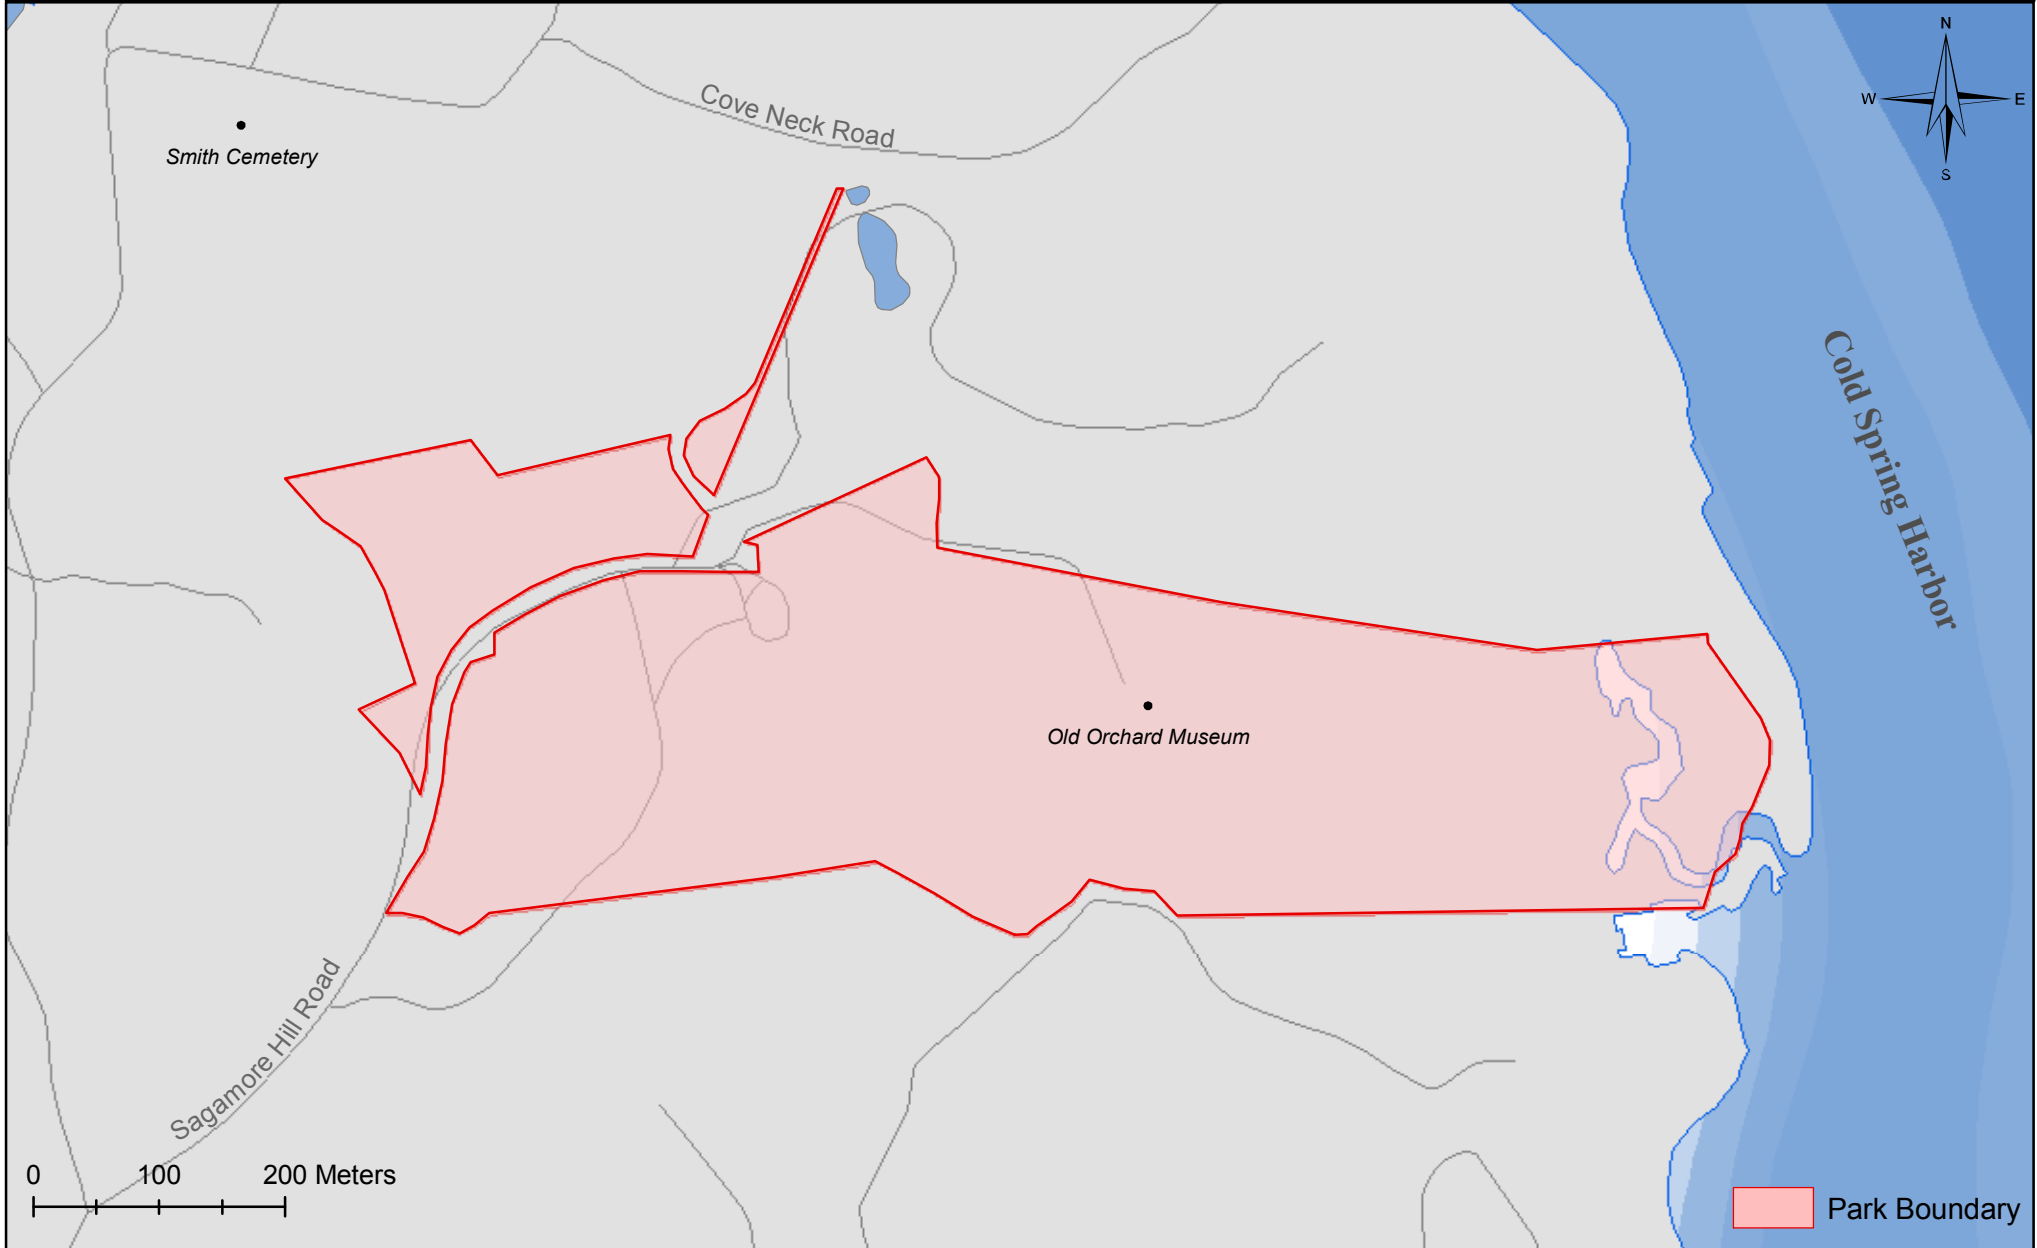 N
W E
S
Cove Neck Road
Smith Cemetery
Cold Spring Harbor
Old Orchard Museum
Sagamore Hill Road
0 100 200 Meters
Park Boundary